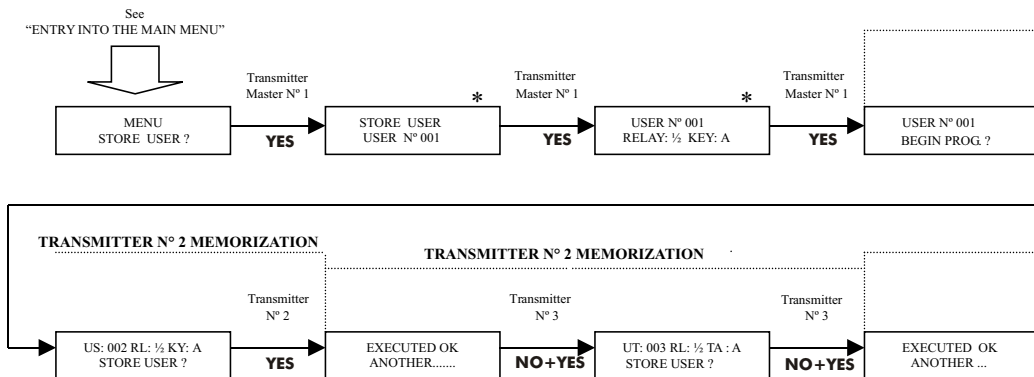 See
“ENTRY INTO THE MAIN MENU”
Transmitter
Master Nº 1
Transmitter
Master Nº 1
Transmitter
Master Nº 1
*
*
MENU
STORE USER ?
YES
STORE USER
USER Nº 001
YES
USER Nº 001
RELAY: ½ KEY: A
YES
USER Nº 001
BEGIN PROG. ?
TRANSMITTER N° 2 MEMORIZATION
TRANSMITTER N° 2 MEMORIZATION
Transmitter
Nº 2
Transmitter
Nº 3
Transmitter
Nº 3
US: 002 RL: ½ KY: A
STORE USER ?
YES
EXECUTED OK
ANOTHER.......
NO+YES
UT: 003 RL: ½ TA : A
STORE USER ?
NO+YES
EXECUTED OK
ANOTHER ...